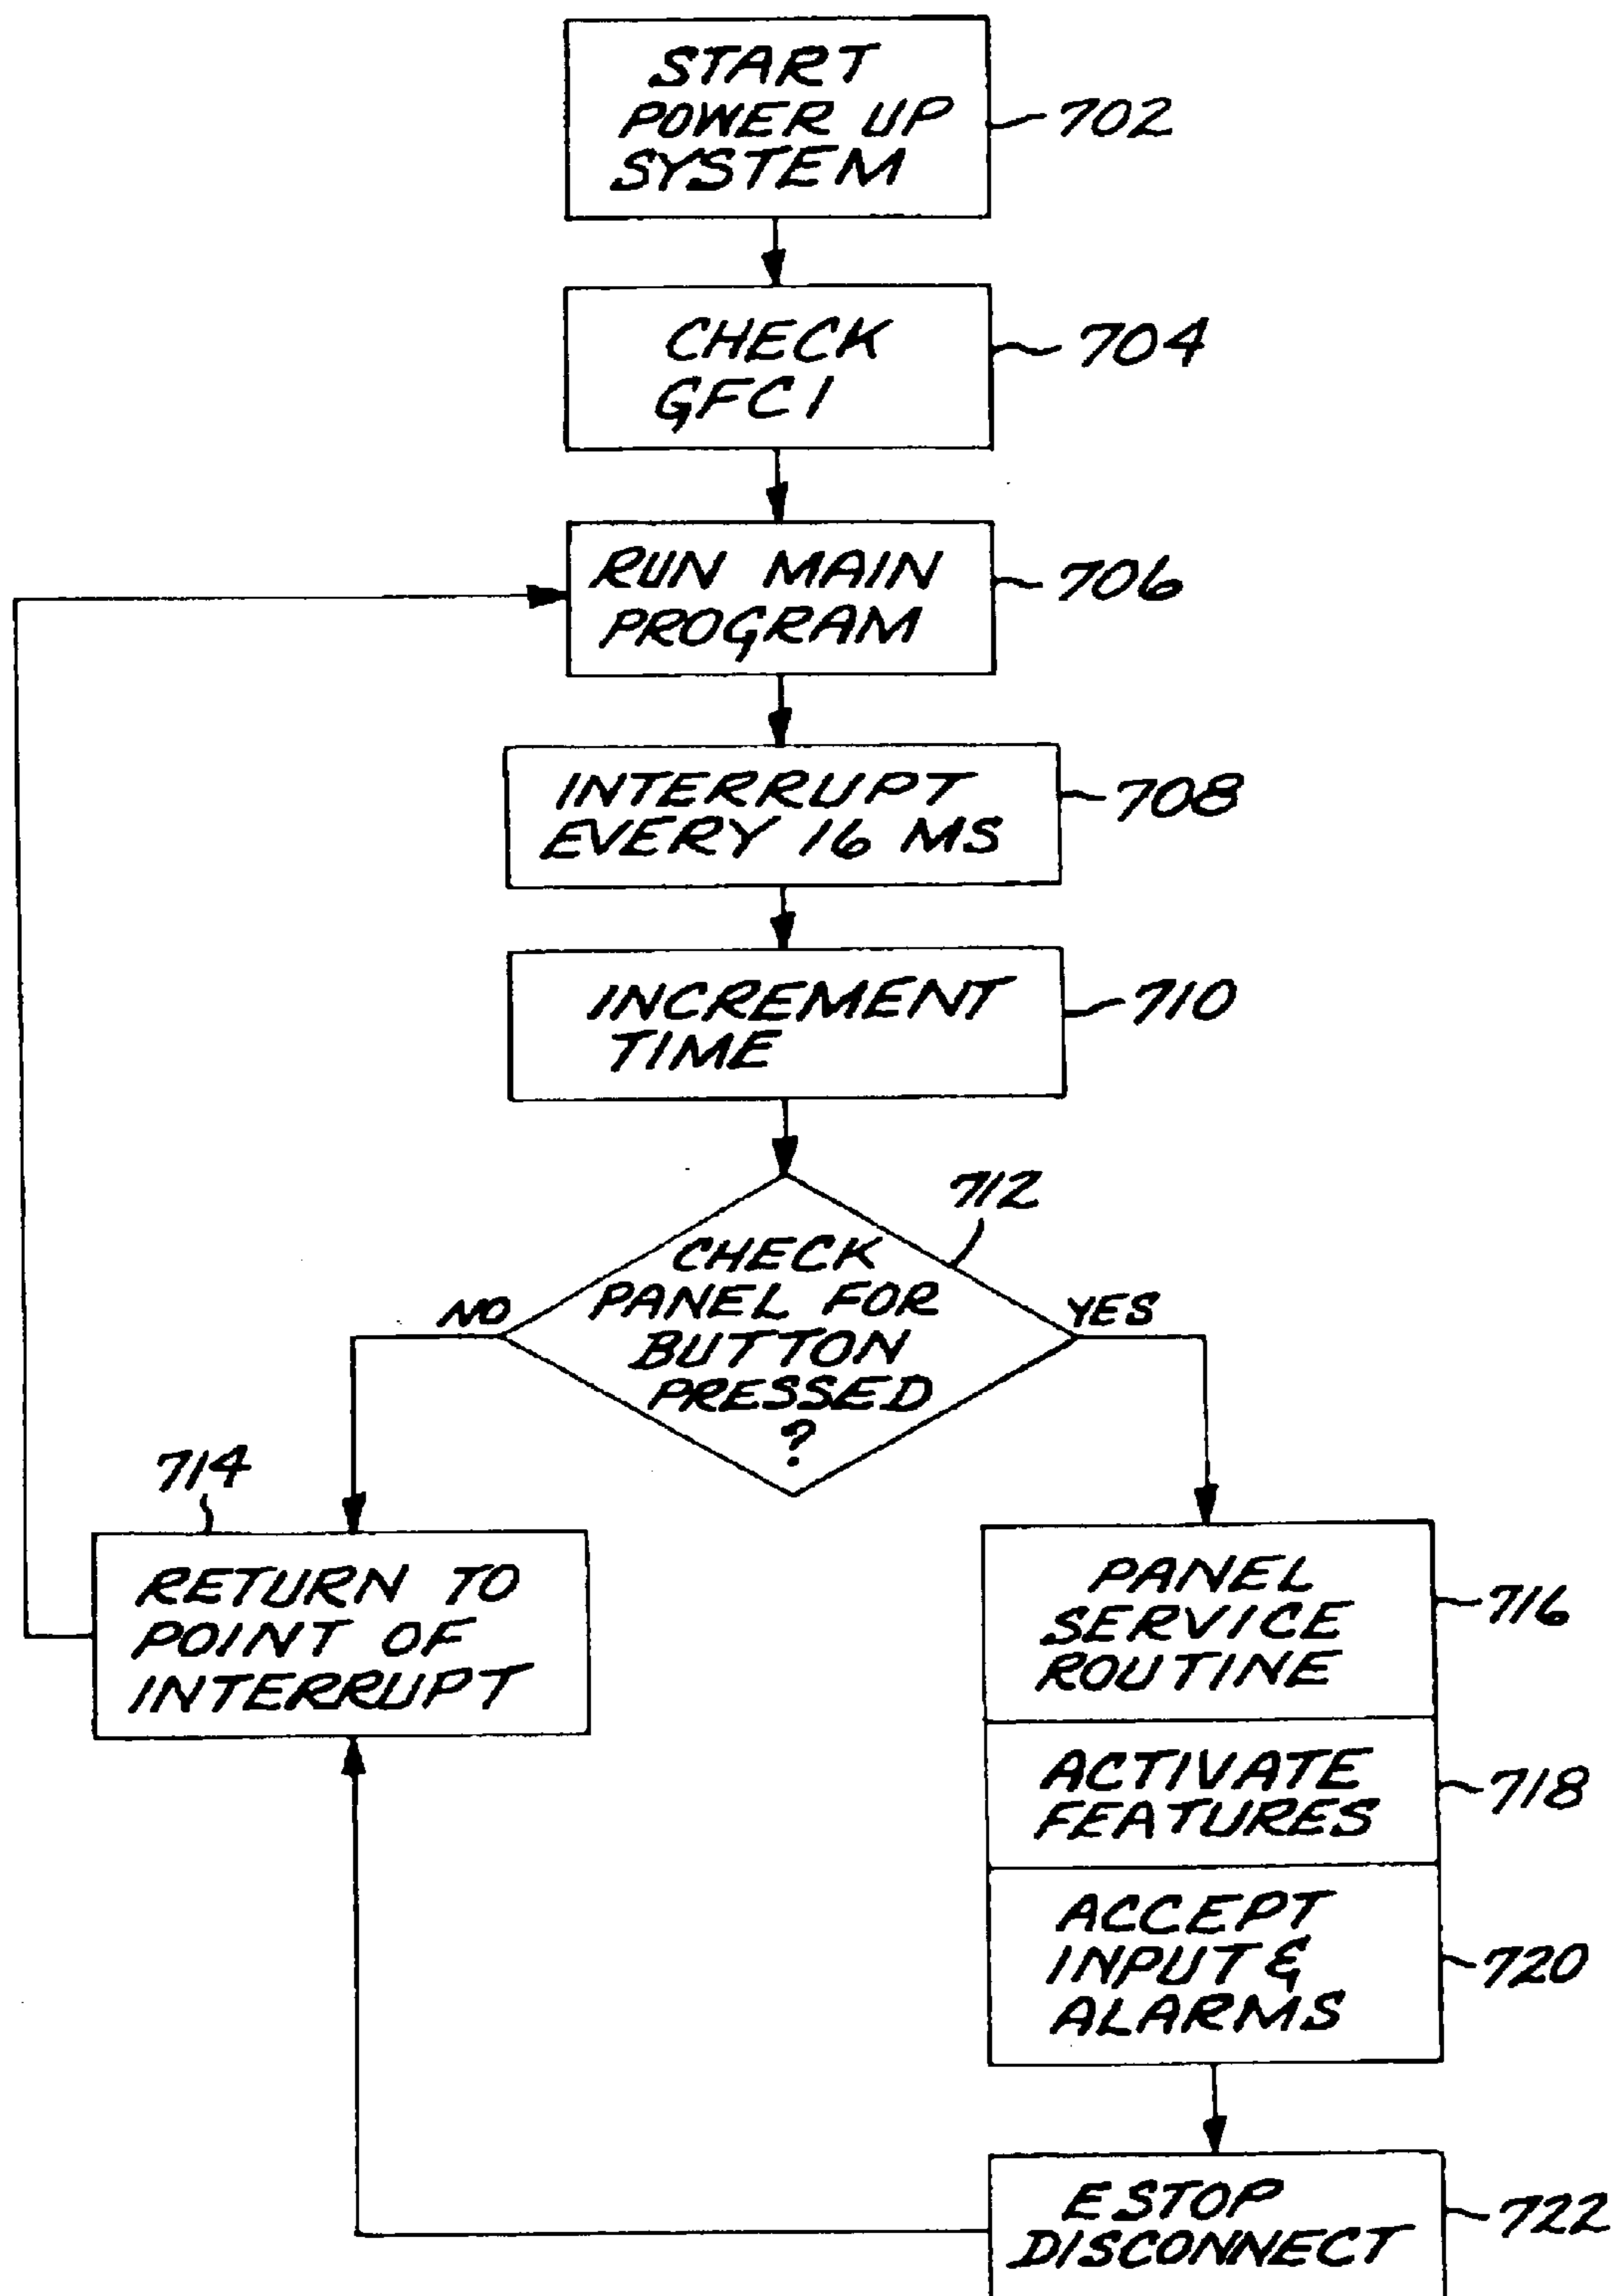 START
POWER UP
SYSTEM
702
CHECK
GFCI
704
RUN MAIN
PROGRAM
706
INTERRUPT
EVERY 16 MS
708
INCREMENT
TIME
710
712
CHECK
PANEL FOR
BUTTON
PRESSED
?
NO
YES
714
RETURN TO
POINT OF
INTERRUPT
PANEL
SERVICE
ROUTINE
716
ACTIVATE
FEATURES
718
ACCEPT
INPUT &
ALARMS
720
E STOP
DISCONNECT
722